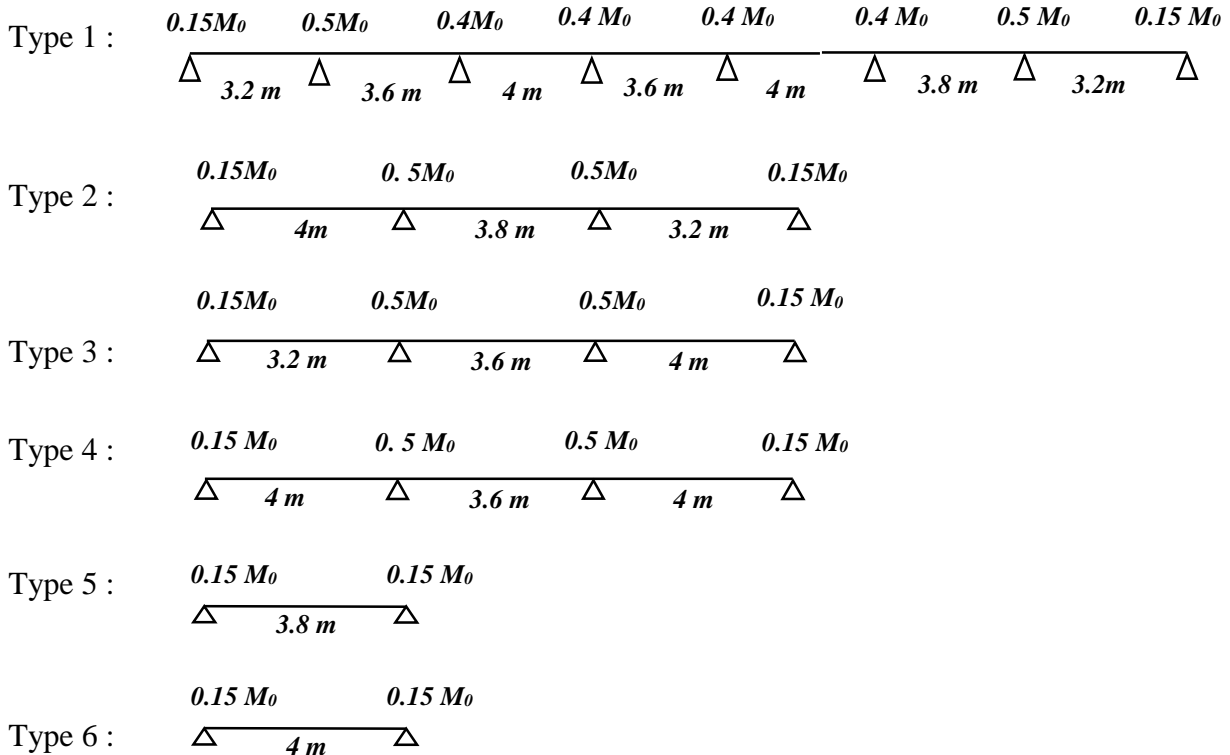 0.15M₀ 0.5M₀ 0.4M₀ 0.4 M₀ 0.4 M₀ 0.4 M₀ 0.5 M₀ 0.15 M₀
Type 1 :
3.2 m 3.6 m 4 m 3.6 m 4 m 3.8 m 3.2m
0.15M₀ 0. 5M₀ 0.5M₀ 0.15M₀
Type 2 :
4m 3.8 m 3.2 m
0.15M₀ 0.5M₀ 0.5M₀ 0.15 M₀
Type 3 :
3.2 m 3.6 m 4 m
0.15 M₀ 0. 5 M₀ 0.5 M₀ 0.15 M₀
Type 4 :
4 m 3.6 m 4 m
0.15 M₀ 0.15 M₀
Type 5 :
3.8 m
0.15 M₀ 0.15 M₀
Type 6 :
4 m